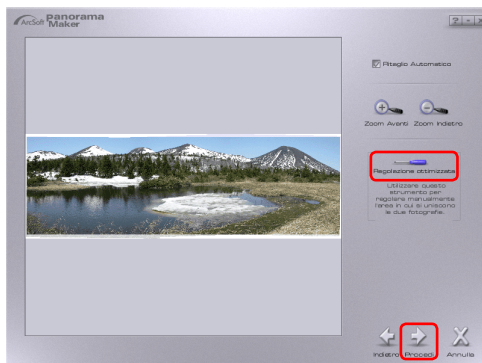 ArcSoft Panorama
Maker
? - x
Ritaglio Automatico
Zoom Avanti Zoom Indietro
Regolazione ottimizzata
Utilizzare questo
strumento per
regolare manualmente
l'area in cui si uniscono
le due fotografie.
Indietro Procedi Annulla